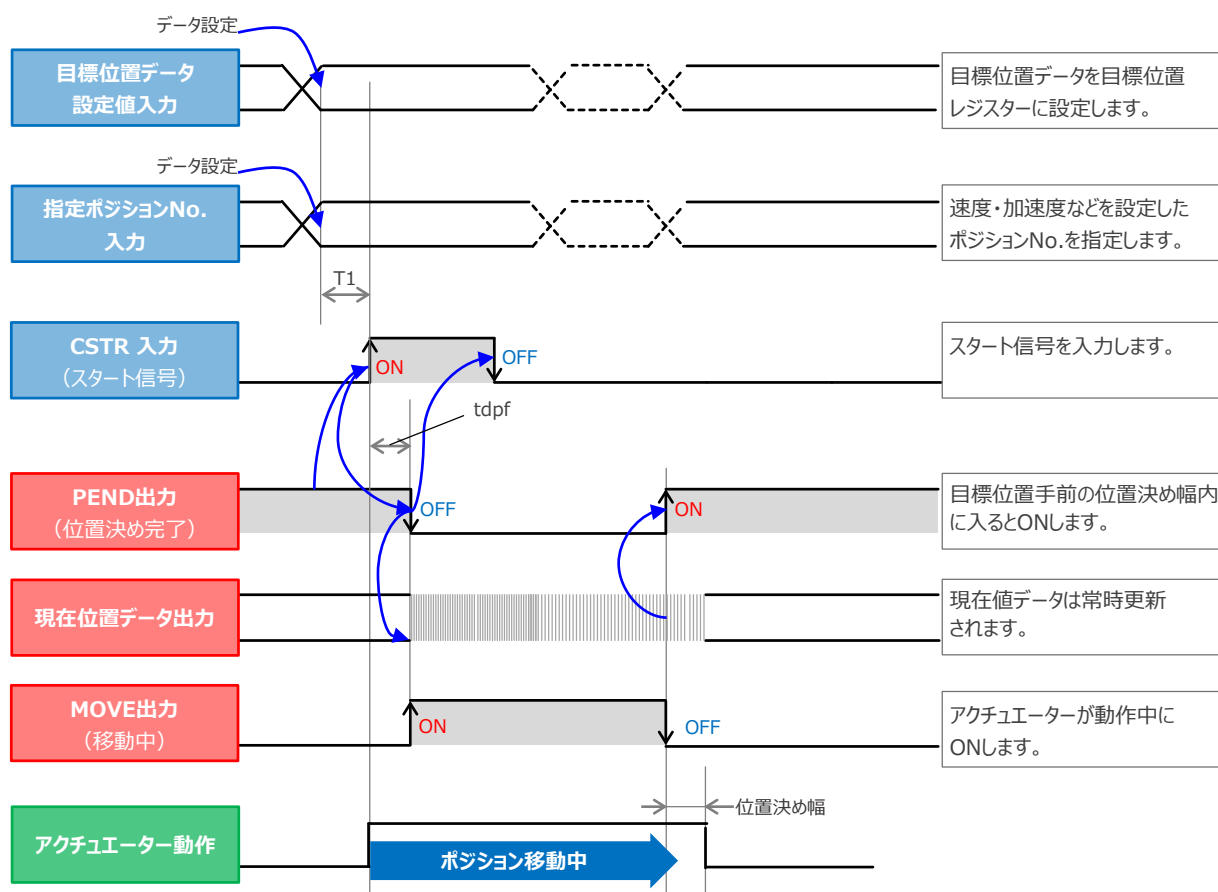 データ設定
目標位置データ
設定値入力
目標位置データを目標位置
レジスターに設定します。
データ設定
指定ポジションNo.
入力
速度・加速度などを設定した
ポジションNo.を指定します。
T1
CSTR 入力
（スタート信号）
ON
OFF
スタート信号を入力します。
tdpf
PEND出力
（位置決め完了）
OFF
ON
目標位置手前の位置決め幅内
に入るとONします。
現在位置データ出力
現在値データは常時更新
されます。
MOVE出力
（移動中）
ON
OFF
アクチュエーターが動作中に
ONします。
位置決め幅
アクチュエーター動作
ポジション移動中